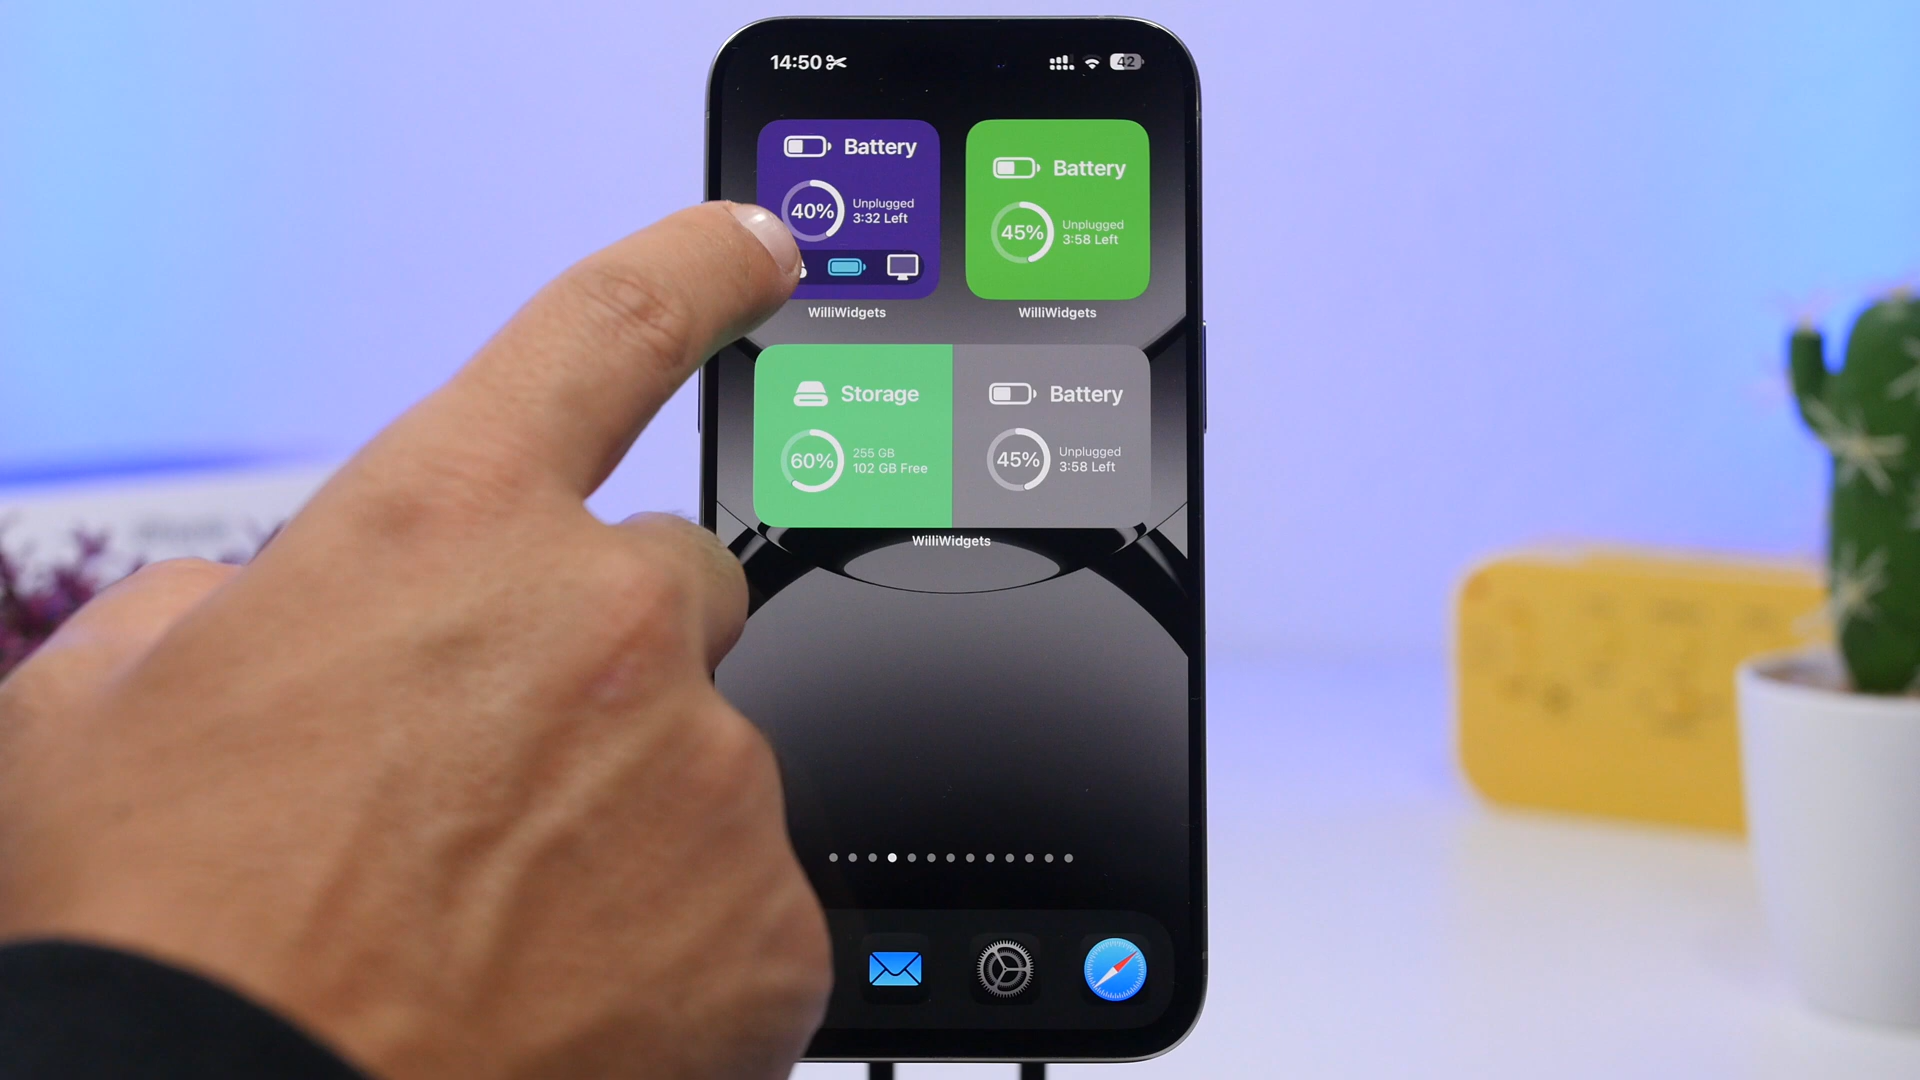 14:50
42
Battery
40%
Unplugged
3:32 Left
WilliWidgets
Battery
45%
Unplugged
3:58 Left
WilliWidgets
Storage
60%
255 GB
102 GB Free
Battery
45%
Unplugged
3:58 Left
WilliWidgets